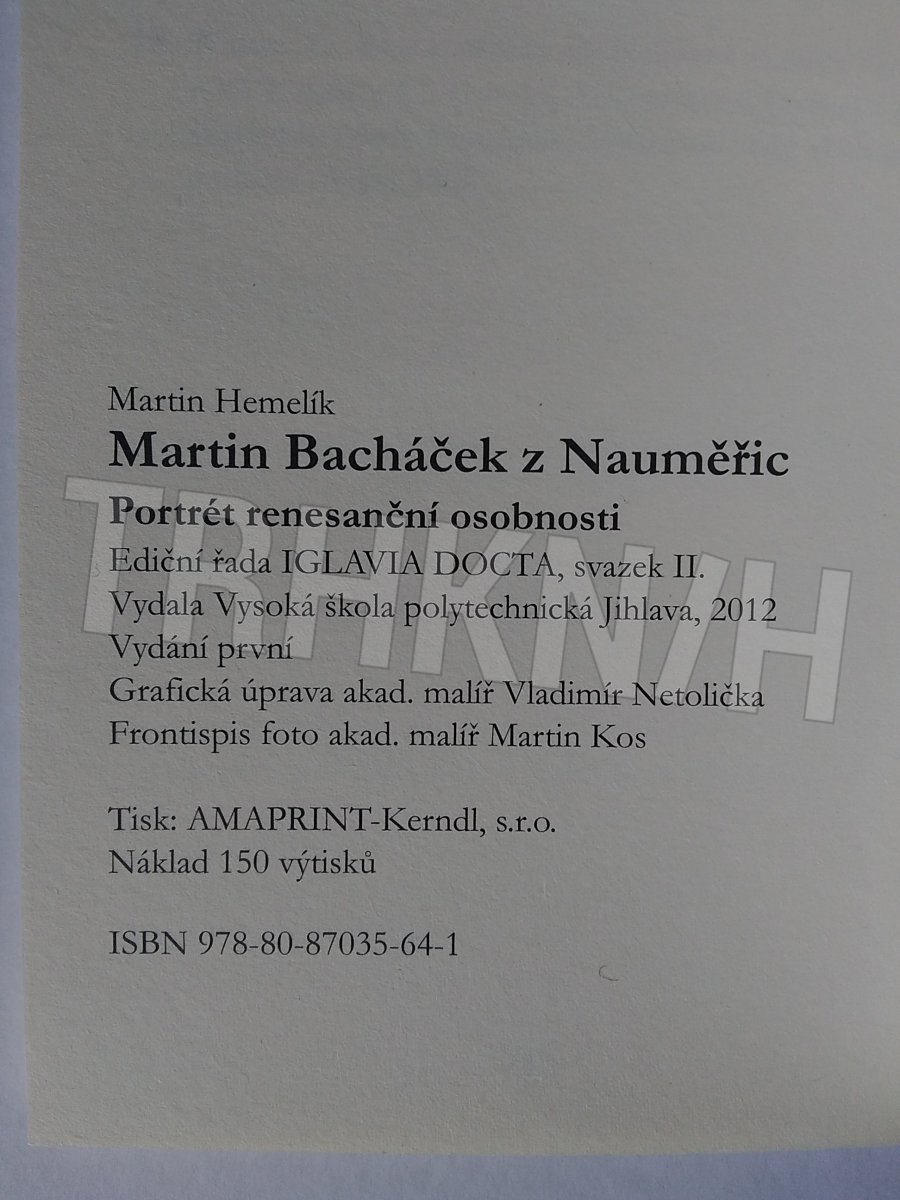 Martin Hemelík
Martin Bacháček z Nauměřic
Portrét renesanční osobnosti
Ediční řada IGLAVIA DOCTA, svazek II.
Vydala Vysoká škola polytechnická Jihlava, 2012
Vydání první
Grafická úprava akad. malíř Vladimír Netolička
Frontispis foto akad. malíř Martin Kos
Tisk: AMAPRINT-Kerndl, s.r.o.
Náklad 150 výtisků
ISBN 978-80-87035-64-1
TRHKNIH